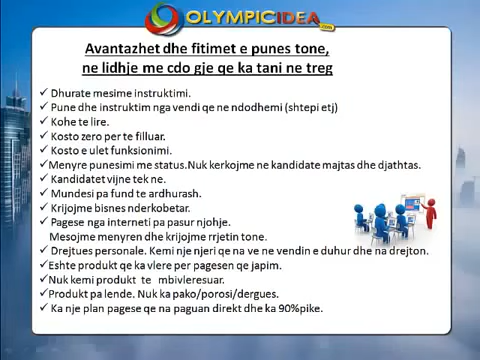 OLYMPICIDEA.com
Avantazhet dhe fitimet e punes tone,
ne lidhje me cdo gje qe ka tani ne treg
✓ Dhurate mesime instruktimi.
✓ Pune dhe instruktim nga vendi qe ne ndodhemi (shtepi etj)
✓ Kohe te lire.
✓ Kosto zero per te filluar.
✓ Kosto e ulet funksionimi.
✓ Menyre punesimi me status.Nuk kerkojme ne kandidate majtas dhe djathtas.
✓ Kandidatet vijne tek ne.
✓ Mundesi pa fund te ardhurash.
✓ Krijojme bisnes nderkobetar.
✓ Pagese nga interneti pa pasur njohje.
Mesojme menyren dhe krijojme rrjetin tone.
✓ Drejtues personale. Kemi nje njeri qe na ve ne vendin e duhur dhe na drejton.
✓ Eshte produkt qe ka vlere per pagesen qe japim.
✓ Nuk kemi produkt te mbivleresuar.
✓ Produkt pa lende. Nuk ka pako/porosi/dergues.
✓ Ka nje plan pagese qe na paguan direkt dhe ka 90%pike.